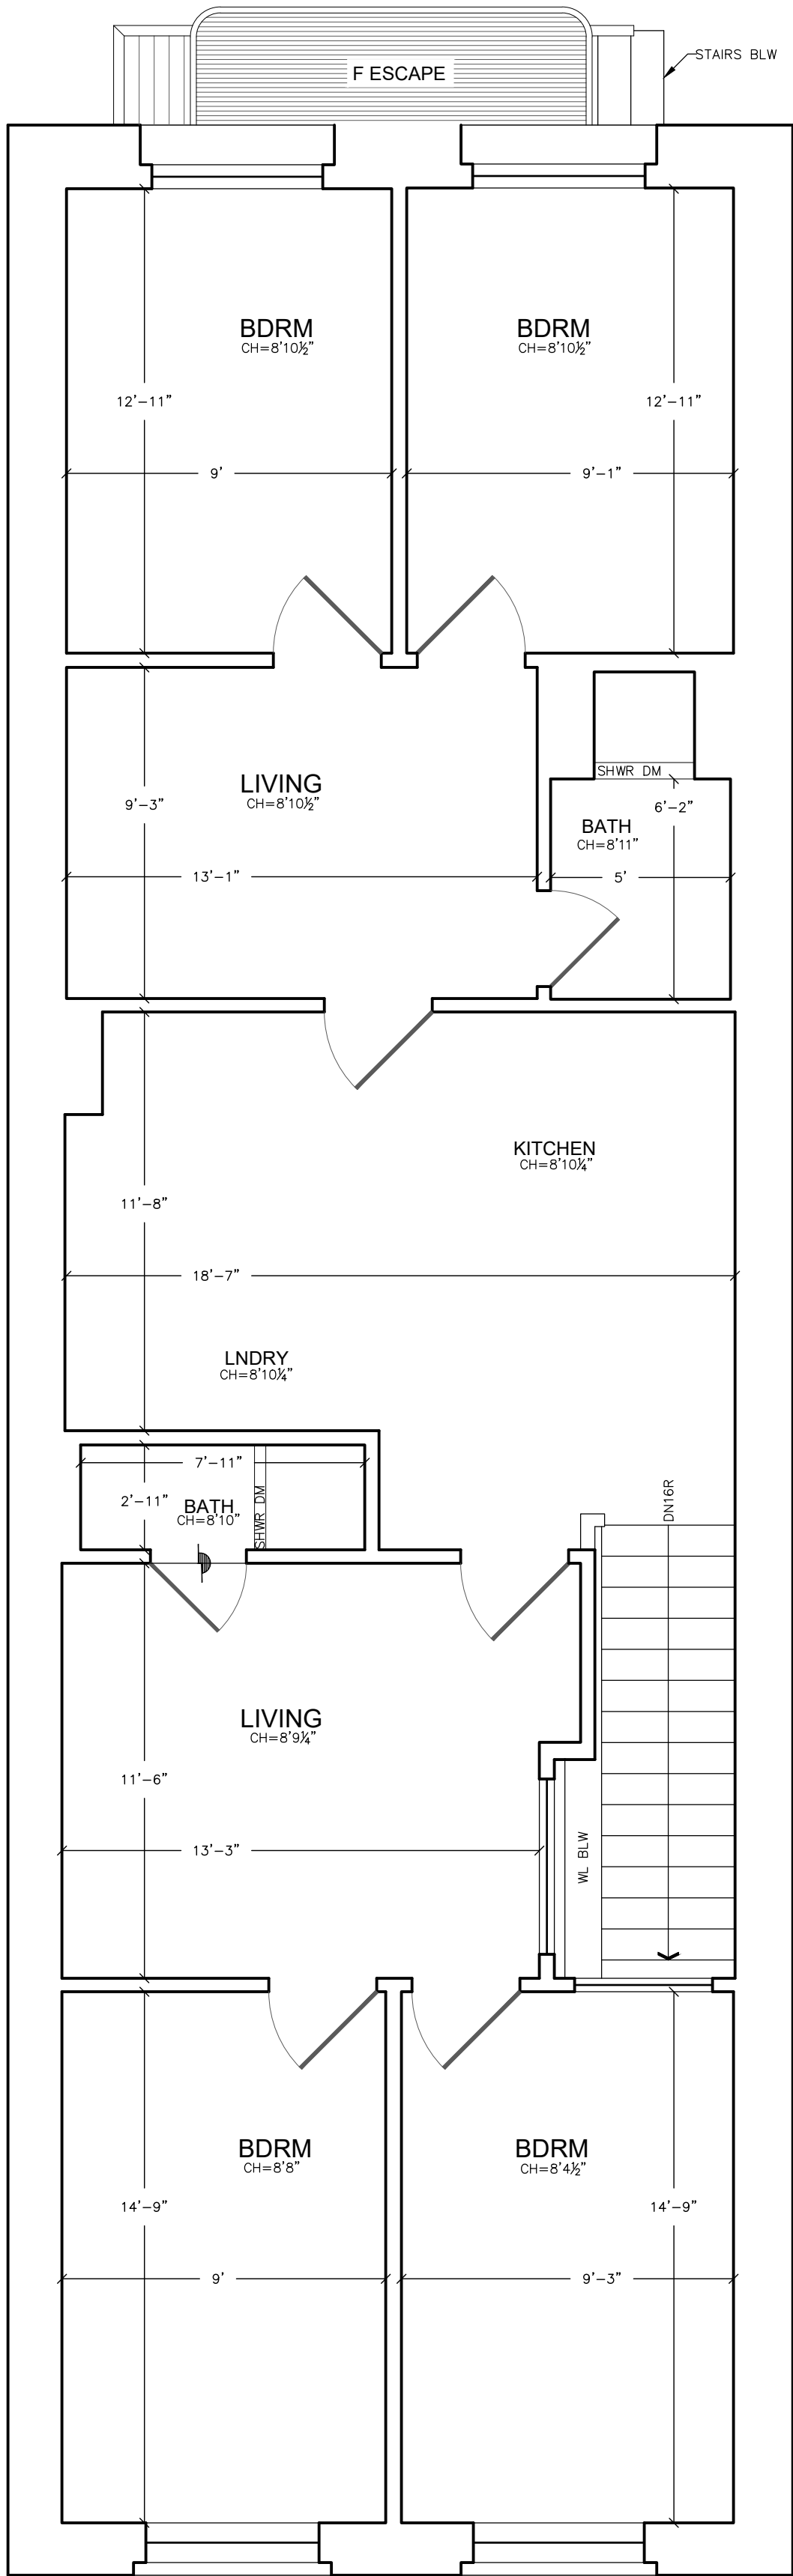 STAIRS BLW
F ESCAPE
BDRM
CH=8'10½"
BDRM
CH=8'10½"
12'-11"
12'-11"
9'
9'-1"
LIVING
CH=8'10½"
SHWR DM
9'-3"
6'-2"
BATH
CH=8'11"
13'-1"
5'
KITCHEN
CH=8'10¼"
11'-8"
18'-7"
LNDRY
CH=8'10¼"
7'-11"
2'-11"
BATH
CH=8'10"
SHWR DM
DN16R
LIVING
CH=8'9¼"
11'-6"
13'-3"
WL BLW
BDRM
CH=8'8"
BDRM
CH=8'4½"
14'-9"
14'-9"
9'
9'-3"